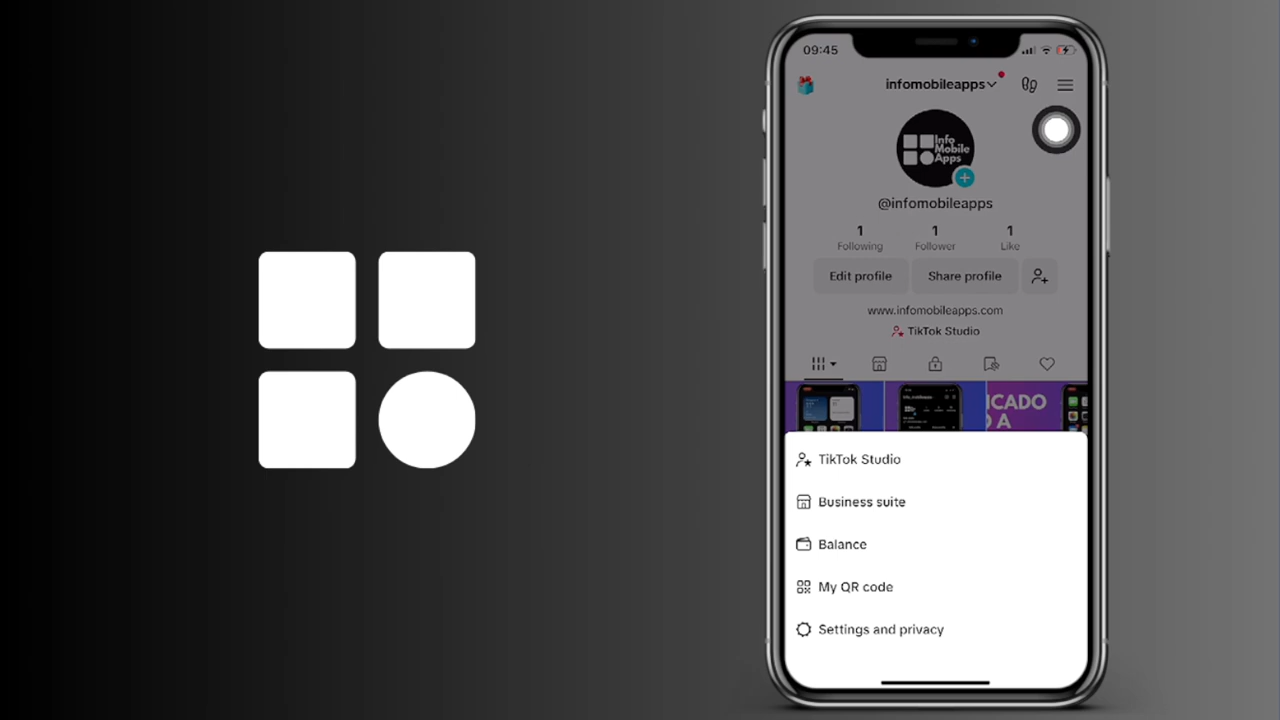 09:45
infomobileapps
Info
Mobile
Apps
@infomobileapps
1 1 1
Following Follower Like
Edit profile Share profile
www.infomobileapps.com
TikTok Studio
ICADO
A
TikTok Studio
Business suite
Balance
My QR code
Settings and privacy